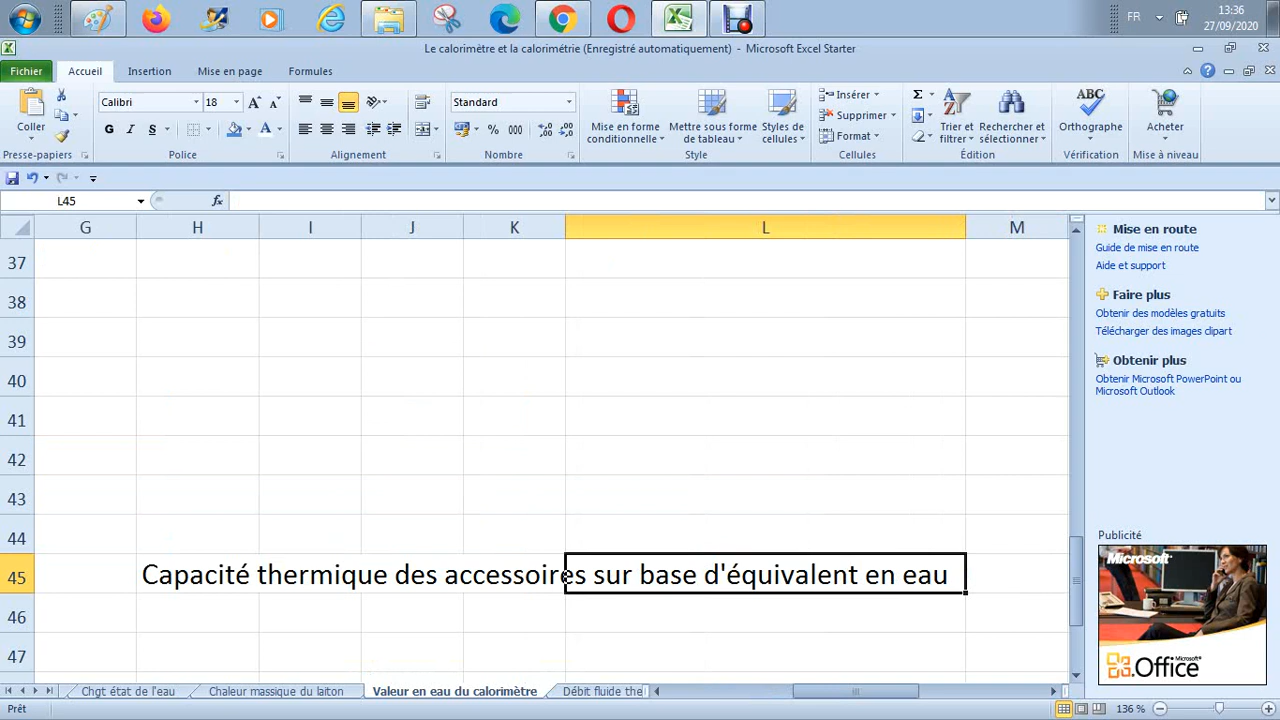 13:36
FR
27/09/2020
Le calorimètre et la calorimétrie (Enregistré automatiquement) - Microsoft Excel Starter
Fichier Accueil Insertion Mise en page Formules
Calibri 18 Standard
Coller
G I S
% 000
Mise en forme conditionnelle
Mettre sous forme de tableau
Styles de cellules
Insérer
Supprimer
Format
Σ
Trier et filtrer
Rechercher et sélectionner
ABC
Orthographe
Acheter
Presse-papiers Police Alignement Nombre Style Cellules Édition Vérification Mise à niveau
L45 fx
G H I J K L M
37
38
39
40
41
42
43
44
45 Capacité thermique des accessoires sur base d'équivalent en eau
46
47
Mise en route
Guide de mise en route
Aide et support
Faire plus
Obtenir des modèles gratuits
Télécharger des images clipart
Obtenir plus
Obtenir Microsoft PowerPoint ou
Microsoft Outlook
Publicité
Microsoft
Office
Chgt état de l'eau Chaleur massique du laiton Valeur en eau du calorimètre Débit fluide the
Prêt 136 %